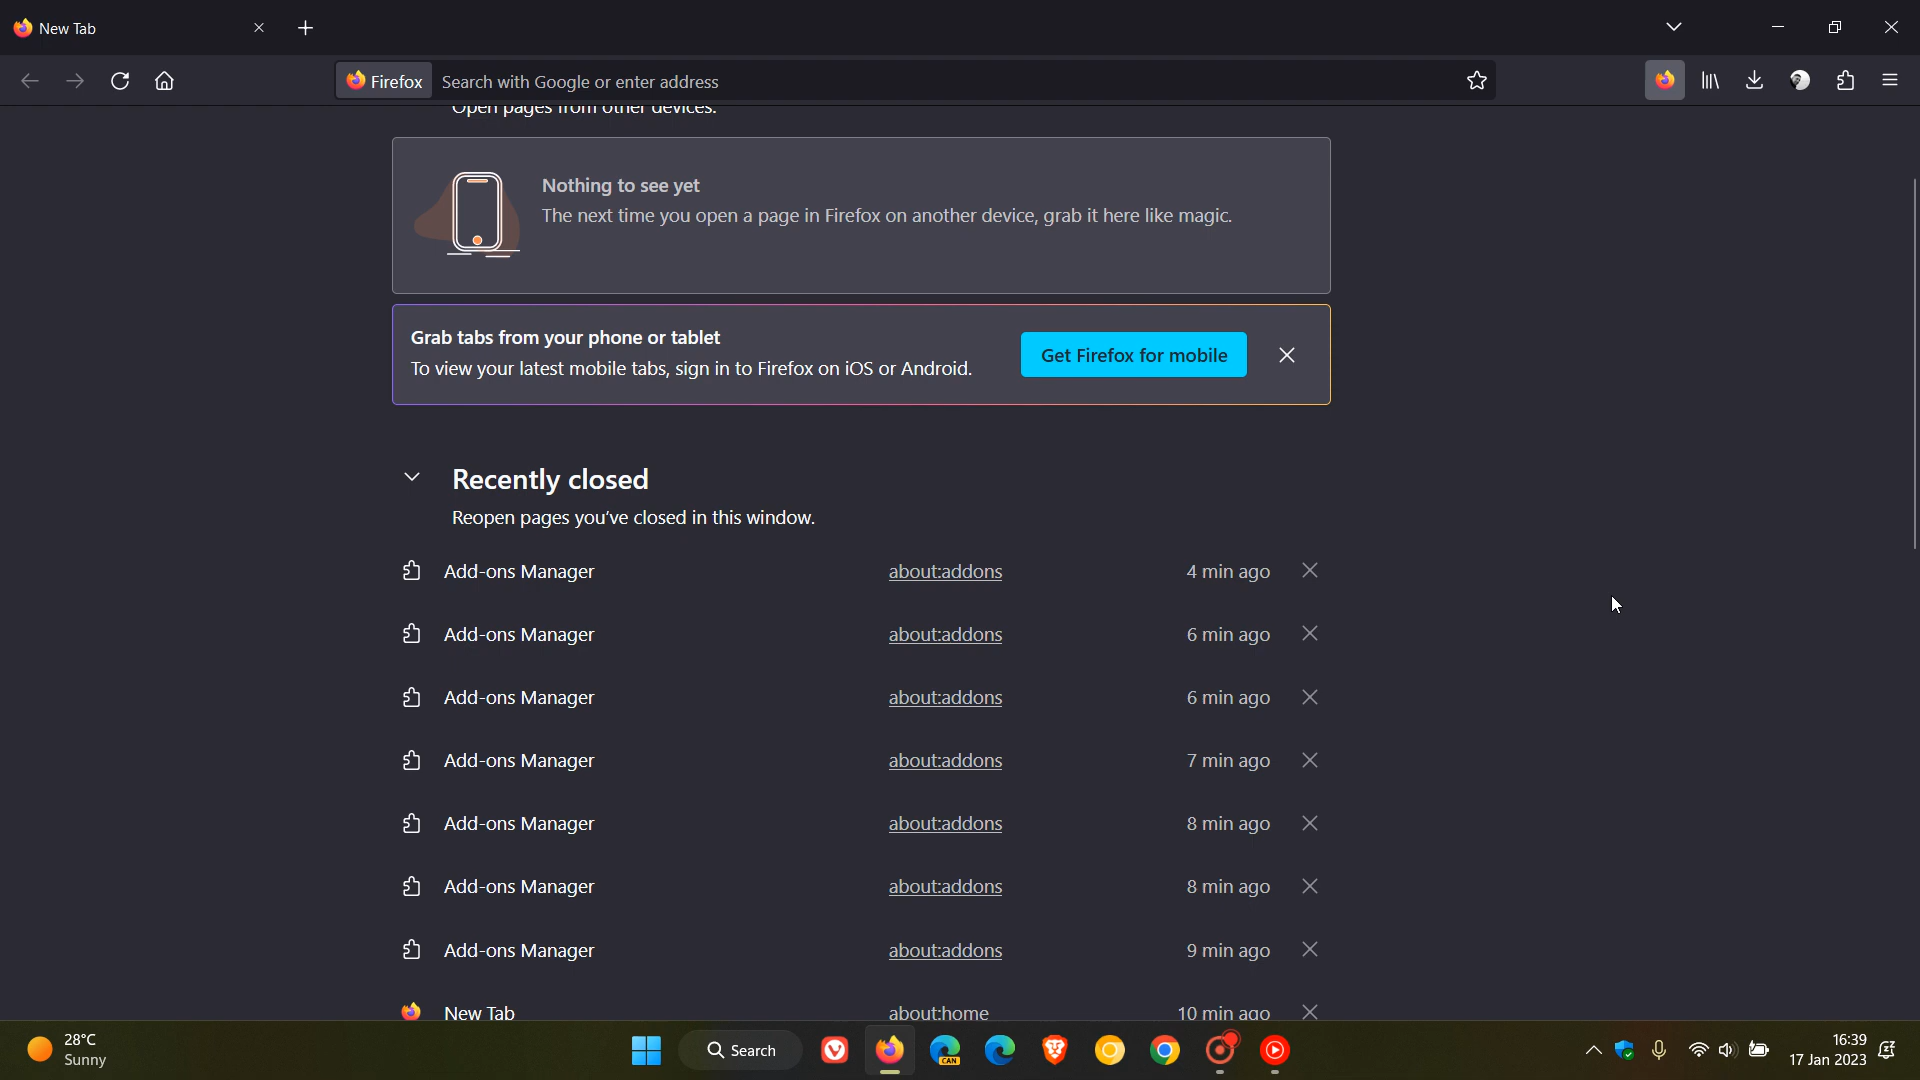 New Tab
Firefox Search with Google or enter address
Open pages from other devices.
Nothing to see yet
The next time you open a page in Firefox on another device, grab it here like magic.
Grab tabs from your phone or tablet
To view your latest mobile tabs, sign in to Firefox on iOS or Android.
Get Firefox for mobile
Recently closed
Reopen pages you've closed in this window.
Add-ons Manager about:addons 4 min ago
Add-ons Manager about:addons 6 min ago
Add-ons Manager about:addons 6 min ago
Add-ons Manager about:addons 7 min ago
Add-ons Manager about:addons 8 min ago
Add-ons Manager about:addons 8 min ago
Add-ons Manager about:addons 9 min ago
New Tab about:home 10 min ago
28°C
Sunny
Search
CAN
16:39
17 Jan 2023